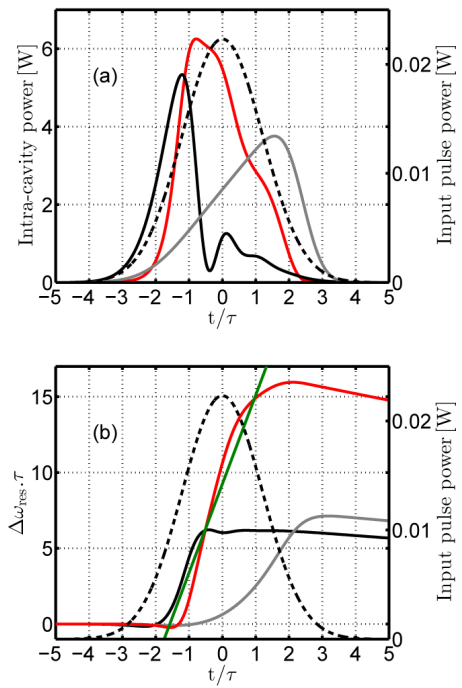 (a)
Intra-cavity power [W]
6
4
2
0
Input pulse power [W]
0.02
0.01
0
−5 −4 −3 −2 −1 0 1 2 3 4 5
t/τ
(b)
Δω_res.τ
15
10
5
0
Input pulse power [W]
0.02
0.01
0
−5 −4 −3 −2 −1 0 1 2 3 4 5
t/τ